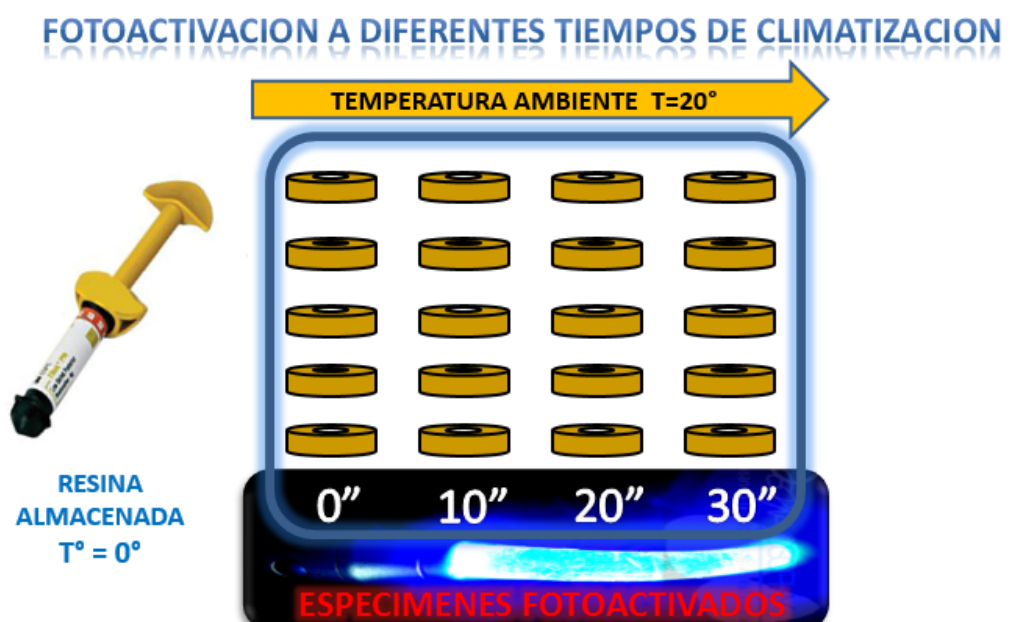 FOTOACTIVACION A DIFERENTES TIEMPOS DE CLIMATIZACION
TEMPERATURA AMBIENTE T=20°
RESINA
ALMACENADA
T° = 0°
0” 10” 20” 30”
ESPECIMENES FOTOACTIVADOS